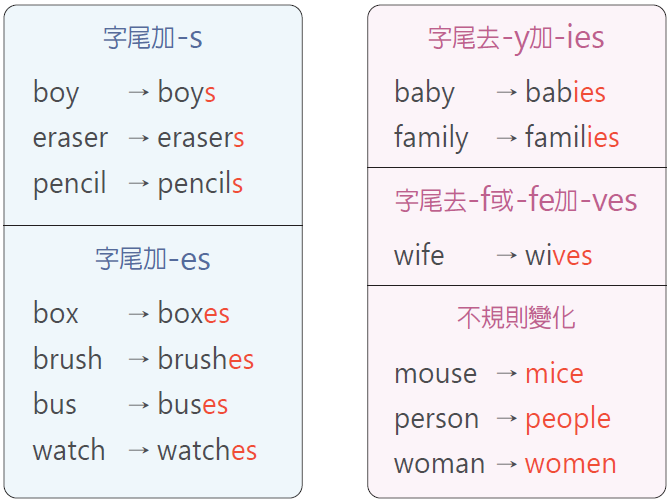 字尾加-s
boy → boys
eraser → erasers
pencil → pencils
字尾加-es
box → boxes
brush → brushes
bus → buses
watch → watches
字尾去-y加-ies
baby → babies
family → families
字尾去-f或-fe加-ves
wife → wives
不規則變化
mouse → mice
person → people
woman → women